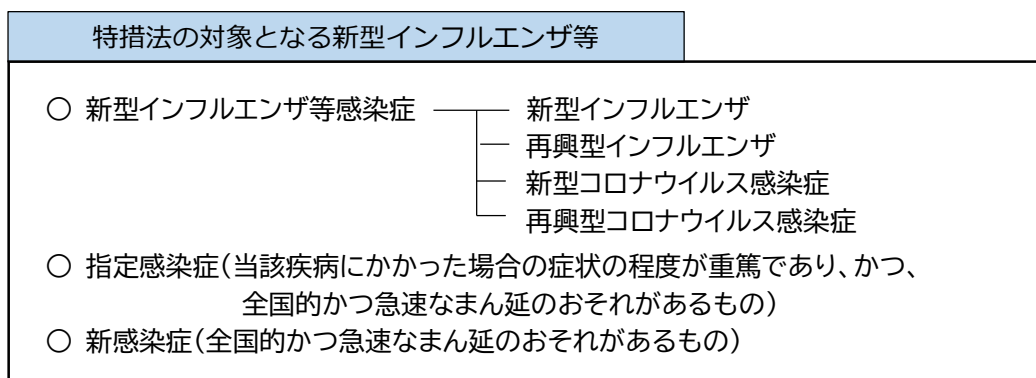 特措法の対象となる新型インフルエンザ等
○ 新型インフルエンザ等感染症 新型インフルエンザ
再興型インフルエンザ
新型コロナウイルス感染症
再興型コロナウイルス感染症
○ 指定感染症(当該疾病にかかった場合の症状の程度が重篤であり、かつ、
全国的かつ急速なまん延のおそれがあるもの)
○ 新感染症(全国的かつ急速なまん延のおそれがあるもの)